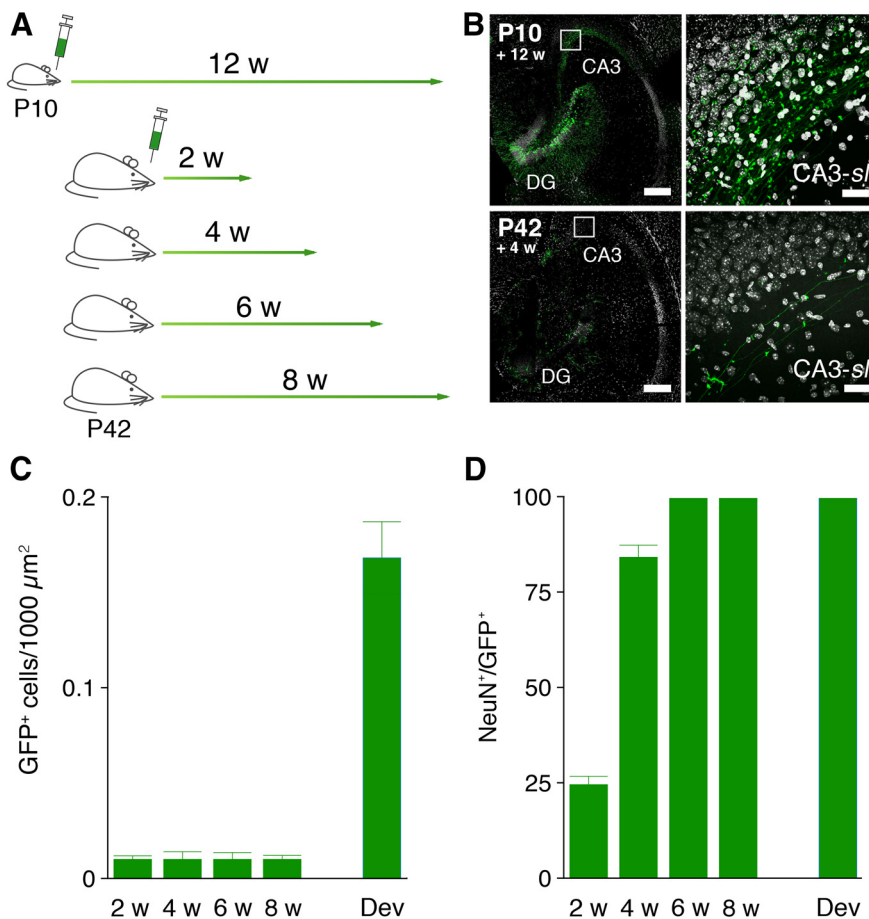 A
12 w
P10
2 w
4 w
6 w
8 w
P42
B
P10
+ 12 w
CA3
DG
CA3-sl
P42
+ 4 w
CA3
DG
CA3-sl
C
GFP⁺ cells/1000 µm²
0.2
0.1
0
2 w 4 w 6 w 8 w Dev
D
NeuN⁺/GFP⁺
100
75
50
25
0
2 w 4 w 6 w 8 w Dev